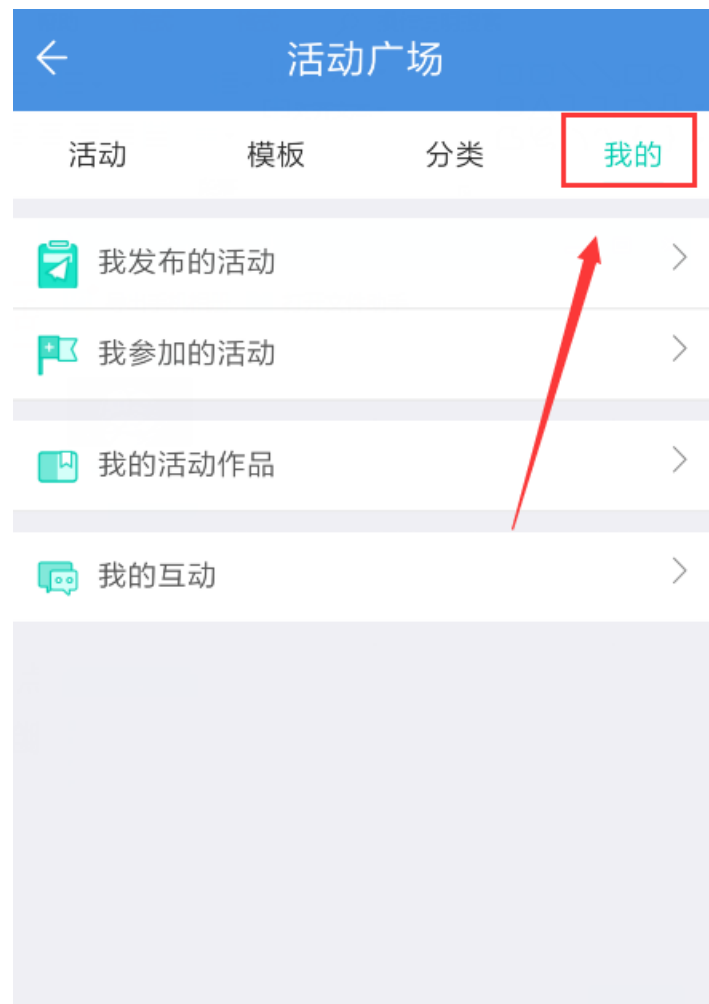 活动广场
活动 模板 分类 我的
我发布的活动
我参加的活动
我的活动作品
我的互动